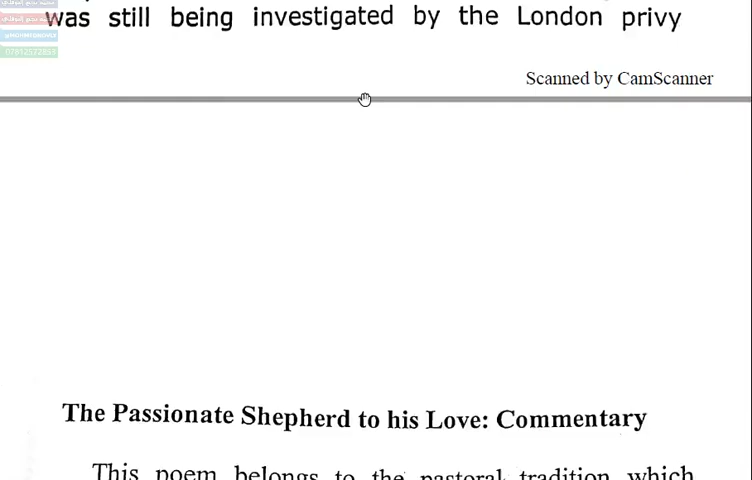 was still being investigated by the London privy
07812572853
Scanned by CamScanner
The Passionate Shepherd to his Love: Commentary
This poem belongs to the pastoral tradition which